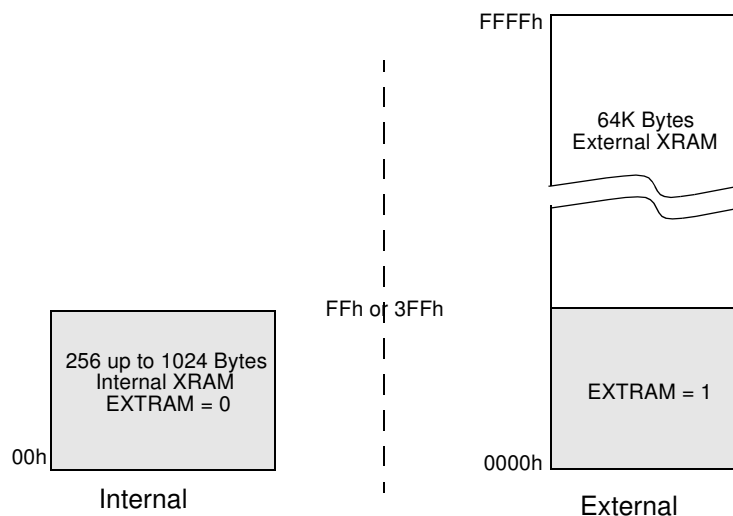 FFFFh
64K Bytes
External XRAM
FFh or 3FFh
256 up to 1024 Bytes
Internal XRAM
EXTRAM = 0
EXTRAM = 1
00h
0000h
Internal
External